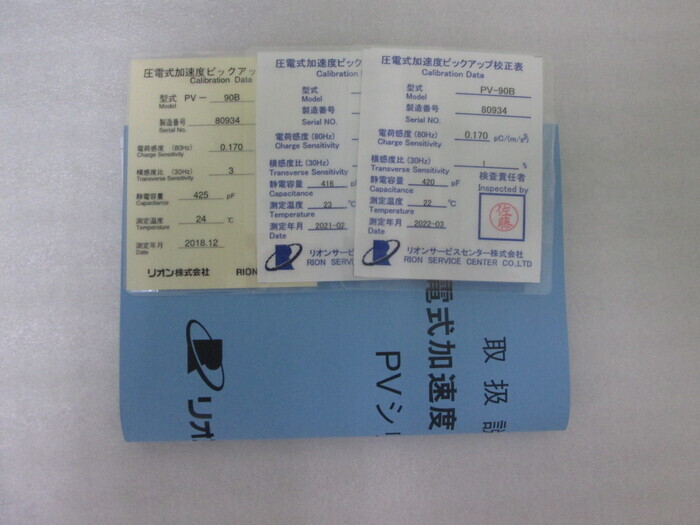 圧電式加速度ピックアッ
Calibration Data
型式 PV－ 90B
Model
製造番号 80934
Serial No.
電荷感度 (80Hz) 0.170
Charge Sensitivity
横感度比 (30Hz) 3
Transverse Sensitivity
静電容量 425 pF
Capacitance
測定温度 24 ℃
Temperature
測定年月 2018.12
Date
リオン株式会社 RION
圧電式加速度ピック
Calibration Da
型式
Model
製造番号
Serial NO.
電荷感度 (80Hz)
Charge Sensitivity
横感度比 (30Hz)
Transverse Sensitivity
静電容量 416 pF
Capacitance
測定温度 23 ℃
Temperature
測定年月 2021-02
Date
リオンサービ
RION SERVIC
圧電式加速度ピックアップ校正表
Calibration Data
型式 PV-90B
Model
製造番号 80934
Serial NO.
電荷感度 (80Hz) 0.170 pC/(m/s²)
Charge Sensitivity
横感度比 (30Hz) 1 %
Transverse Sensitivity
静電容量 420 pF
Capacitance
測定温度 22 ℃
Temperature
測定年月 2022-03
Date
検査責任者
Inspected by
佐藤
リオンサービスセンター株式会社
RION SERVICE CENTER CO.,LTD
取扱説
電式加速度
PVシ
リオ